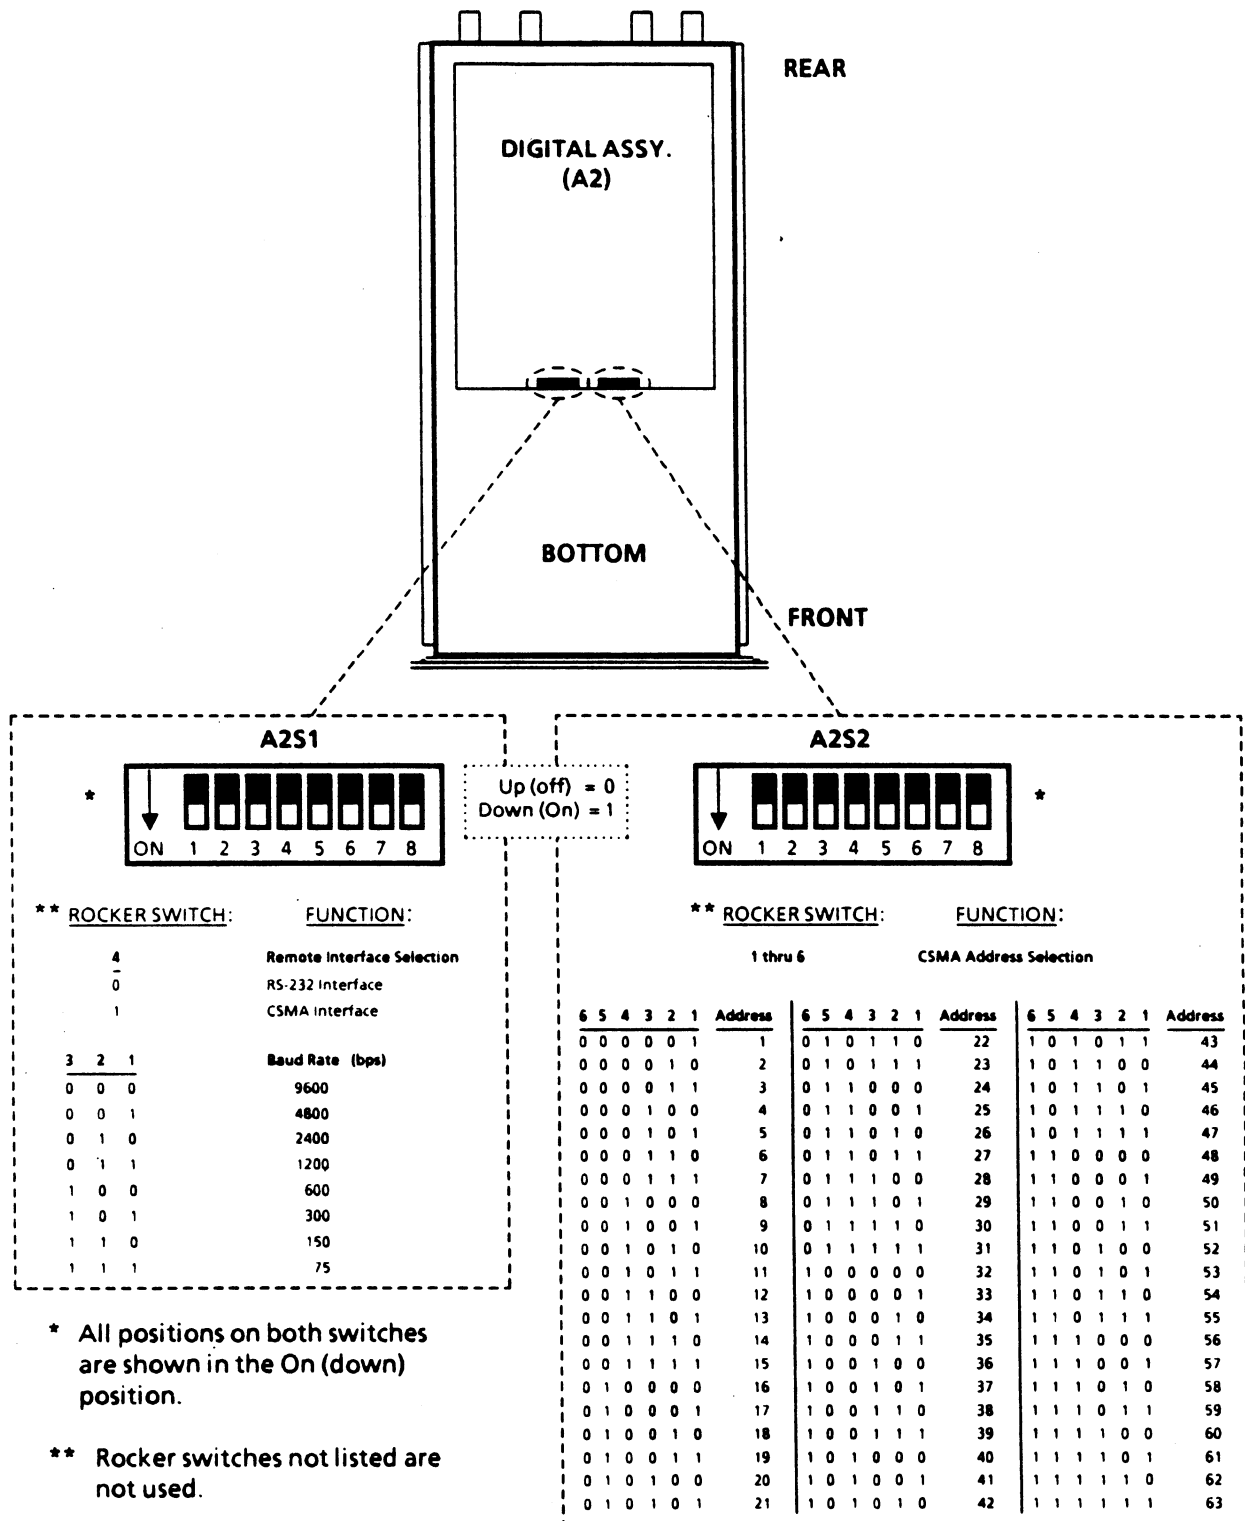 REAR
DIGITAL ASSY.
(A2)
BOTTOM
FRONT
A2S1
*
ON 1 2 3 4 5 6 7 8
Up (off) = 0
Down (On) = 1
** ROCKER SWITCH: FUNCTION:
4 Remote Interface Selection
0 RS-232 Interface
1 CSMA Interface
3 2 1 Baud Rate (bps)
0 0 0 9600
0 0 1 4800
0 1 0 2400
0 1 1 1200
1 0 0 600
1 0 1 300
1 1 0 150
1 1 1 75
* All positions on both switches
are shown in the On (down)
position.
** Rocker switches not listed are
not used.
A2S2
*
ON 1 2 3 4 5 6 7 8
** ROCKER SWITCH: FUNCTION:
1 thru 6 CSMA Address Selection
6 5 4 3 2 1 Address 6 5 4 3 2 1 Address 6 5 4 3 2 1 Address
0 0 0 0 0 1 1 0 1 0 1 1 0 22 1 0 1 0 1 1 43
0 0 0 0 1 0 2 0 1 0 1 1 1 23 1 0 1 1 0 0 44
0 0 0 0 1 1 3 0 1 1 0 0 0 24 1 0 1 1 0 1 45
0 0 0 1 0 0 4 0 1 1 0 0 1 25 1 0 1 1 1 0 46
0 0 0 1 0 1 5 0 1 1 0 1 0 26 1 0 1 1 1 1 47
0 0 0 1 1 0 6 0 1 1 0 1 1 27 1 1 0 0 0 0 48
0 0 0 1 1 1 7 0 1 1 1 0 0 28 1 1 0 0 0 1 49
0 0 1 0 0 0 8 0 1 1 1 0 1 29 1 1 0 0 1 0 50
0 0 1 0 0 1 9 0 1 1 1 1 0 30 1 1 0 0 1 1 51
0 0 1 0 1 0 10 0 1 1 1 1 1 31 1 1 0 1 0 0 52
0 0 1 0 1 1 11 1 0 0 0 0 0 32 1 1 0 1 0 1 53
0 0 1 1 0 0 12 1 0 0 0 0 1 33 1 1 0 1 1 0 54
0 0 1 1 0 1 13 1 0 0 0 1 0 34 1 1 0 1 1 1 55
0 0 1 1 1 0 14 1 0 0 0 1 1 35 1 1 1 0 0 0 56
0 0 1 1 1 1 15 1 0 0 1 0 0 36 1 1 1 0 0 1 57
0 1 0 0 0 0 16 1 0 0 1 0 1 37 1 1 1 0 1 0 58
0 1 0 0 0 1 17 1 0 0 1 1 0 38 1 1 1 0 1 1 59
0 1 0 0 1 0 18 1 0 0 1 1 1 39 1 1 1 1 0 0 60
0 1 0 0 1 1 19 1 0 1 0 0 0 40 1 1 1 1 0 1 61
0 1 0 1 0 0 20 1 0 1 0 0 1 41 1 1 1 1 1 0 62
0 1 0 1 0 1 21 1 0 1 0 1 0 42 1 1 1 1 1 1 63